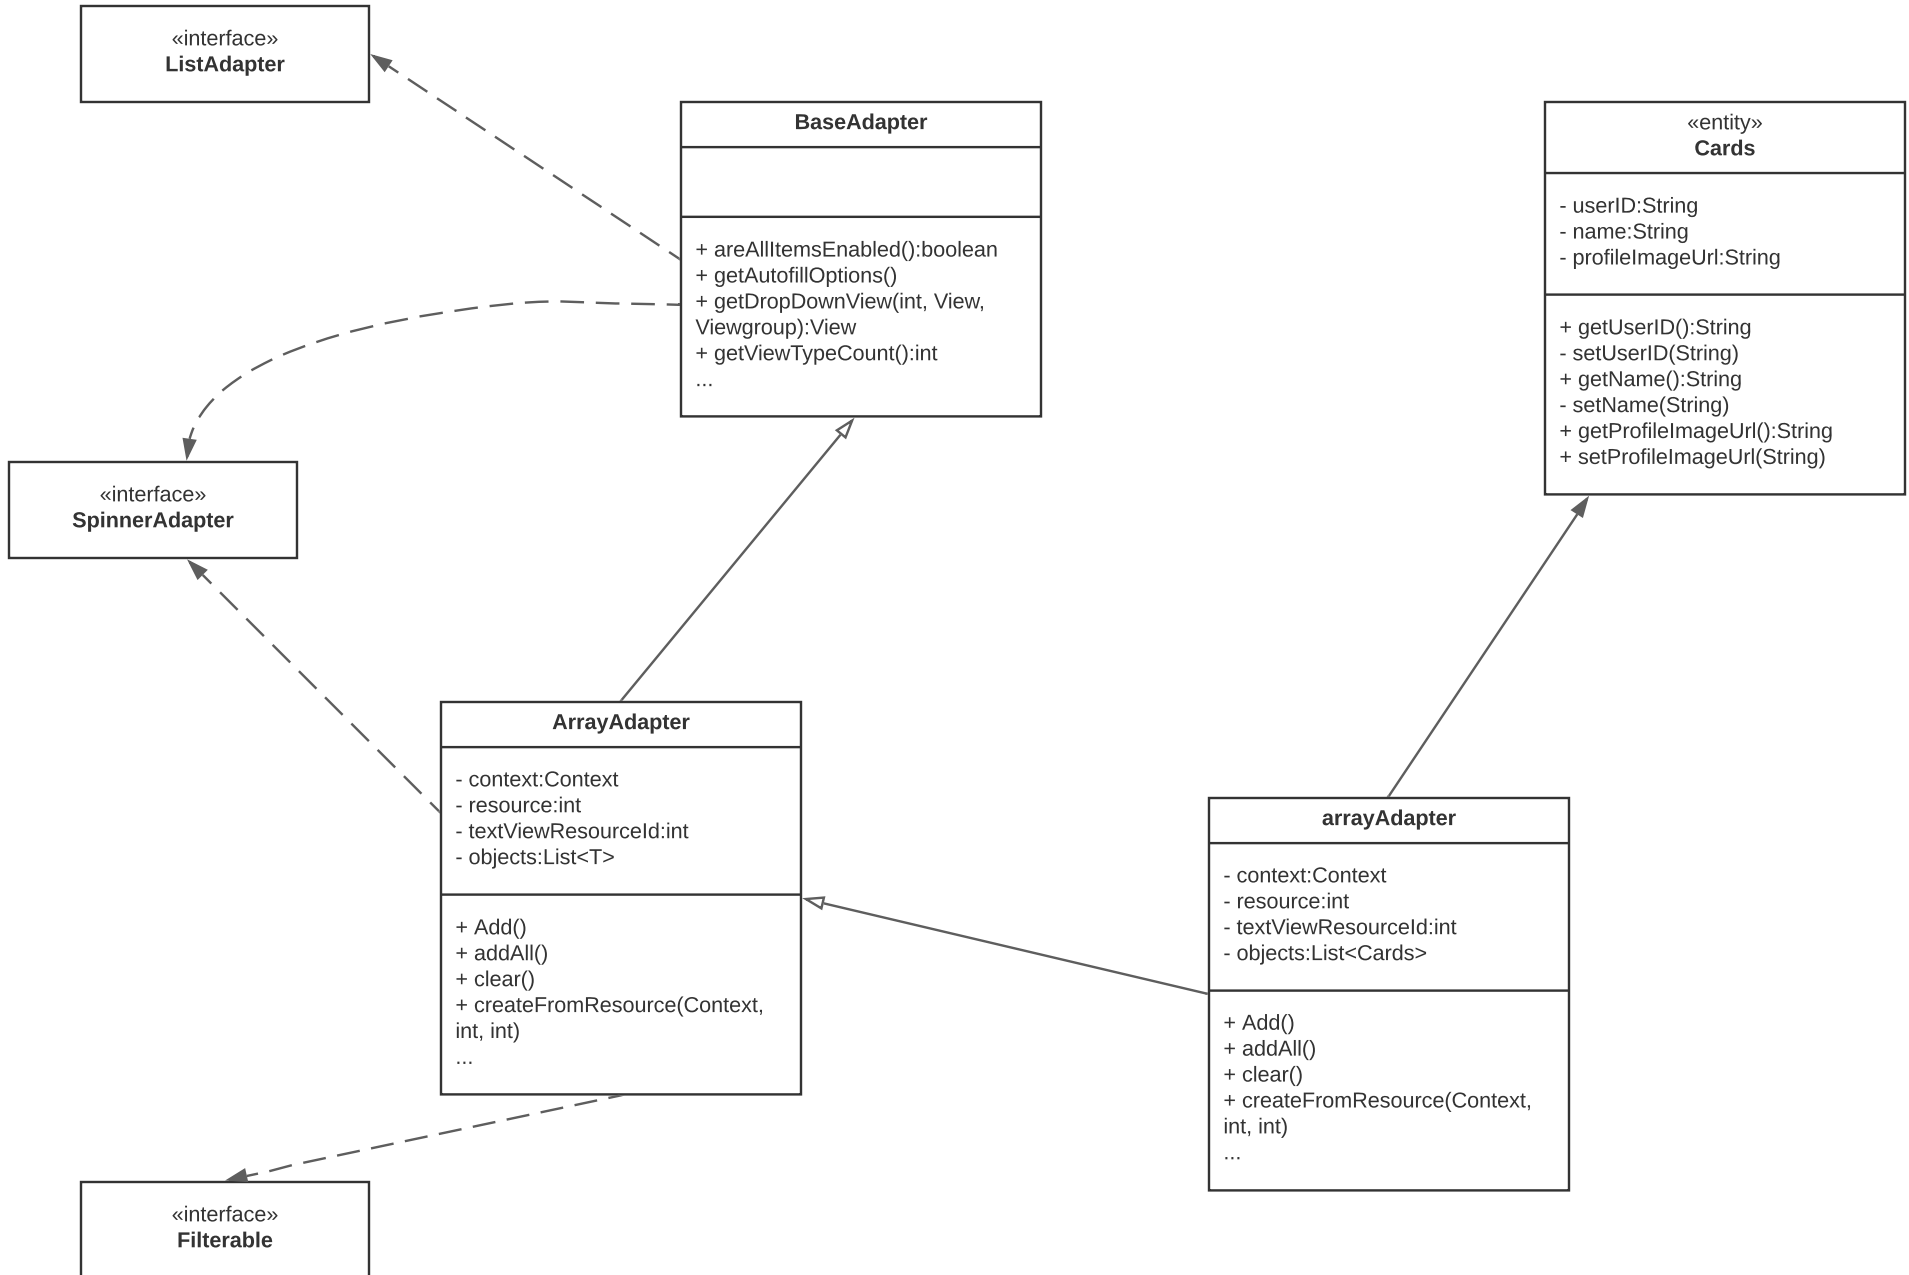 «interface»
ListAdapter
BaseAdapter
+ areAllItemsEnabled():boolean
+ getAutofillOptions()
+ getDropDownView(int, View,
Viewgroup):View
+ getViewTypeCount():int
...
«entity»
Cards
- userID:String
- name:String
- profileImageUrl:String
+ getUserID():String
- setUserID(String)
+ getName():String
- setName(String)
+ getProfileImageUrl():String
+ setProfileImageUrl(String)
«interface»
SpinnerAdapter
ArrayAdapter
- context:Context
- resource:int
- textViewResourceId:int
- objects:List<T>
+ Add()
+ addAll()
+ clear()
+ createFromResource(Context,
int, int)
...
arrayAdapter
- context:Context
- resource:int
- textViewResourceId:int
- objects:List<Cards>
+ Add()
+ addAll()
+ clear()
+ createFromResource(Context,
int, int)
...
«interface»
Filterable